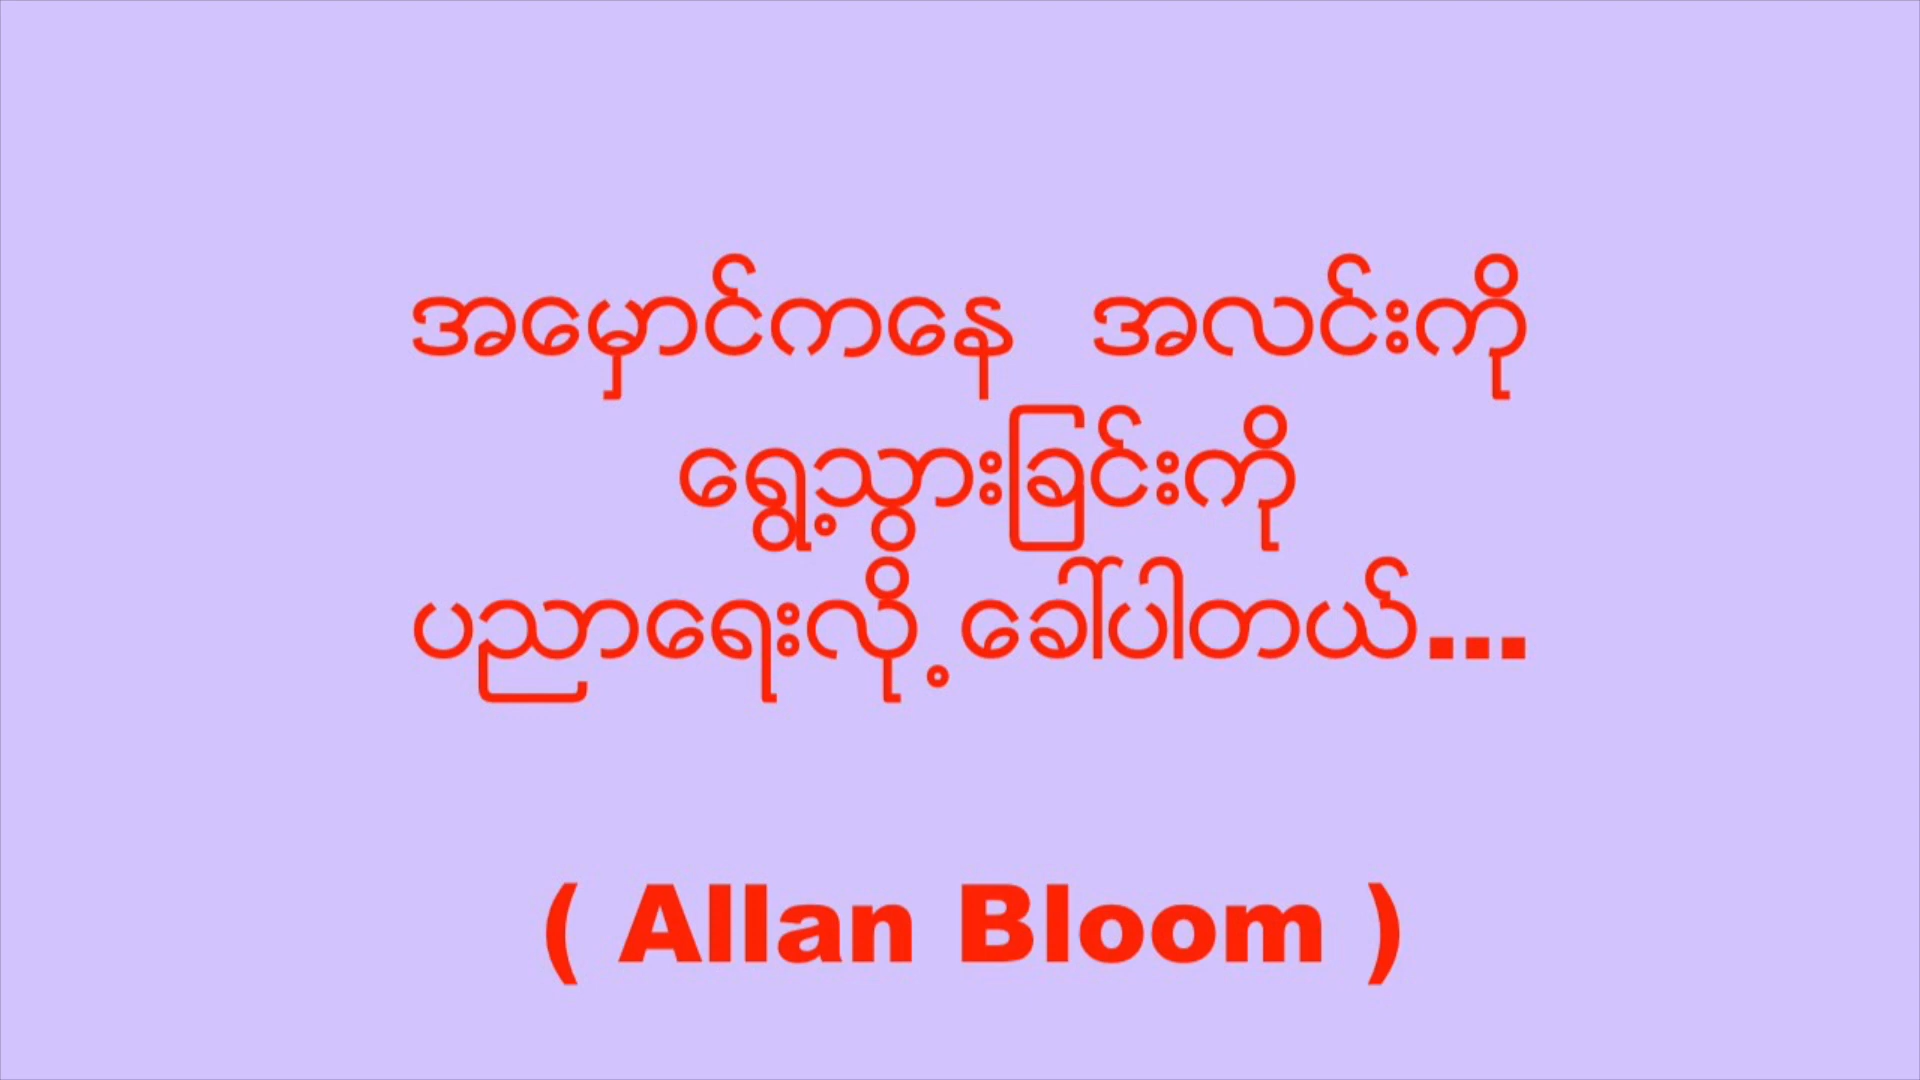 အမှောင်ကနေ အလင်းကို
ရွေ့သွားခြင်းကို
ပညာရေးလို့ ခေါ်ပါတယ်...
( Allan Bloom )